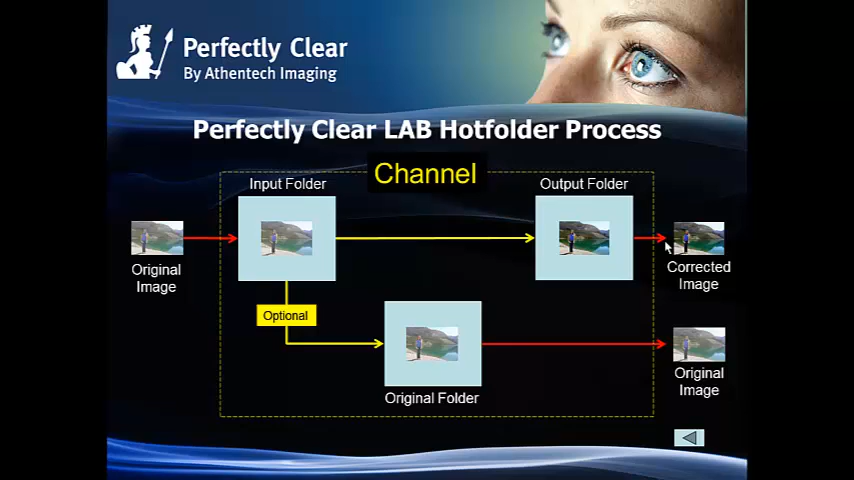 Perfectly Clear
By Athentech Imaging
Perfectly Clear LAB Hotfolder Process
Channel
Input Folder
Output Folder
Original
Image
Corrected
Image
Optional
Original Folder
Original
Image